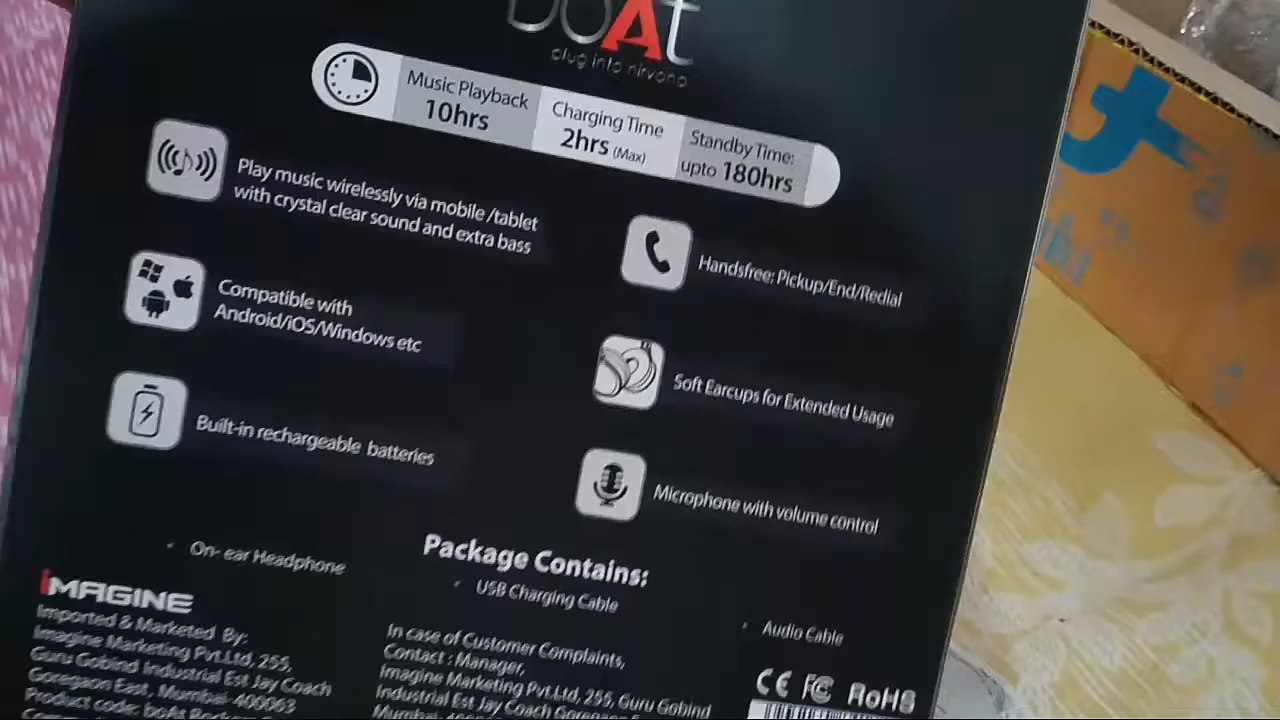 boAt
plug into nirvana
Music Playback
10hrs
Charging Time
2hrs (Max)
Standby Time:
upto 180hrs
Play music wirelessly via mobile /tablet
with crystal clear sound and extra bass
Handsfree: Pickup/End/Redial
Compatible with
Android/iOS/Windows etc
Soft Earcups for Extended Usage
Built-in rechargeable batteries
Microphone with volume control
Package Contains:
• On- ear Headphone
• USB Charging Cable
• Audio Cable
iMAGINE
Imported & Marketed By:
Imagine Marketing Pvt.Ltd, 255,
Guru Gobind Industrial Est Jay Coach
Goregaon East, Mumbai- 400063
Product code: boAt
In case of Customer Complaints,
Contact : Manager,
Imagine Marketing Pvt.Ltd, 255, Guru Gobind
Industrial Est Jay Coach Goregaon
Mumbai
CE FC RoHS